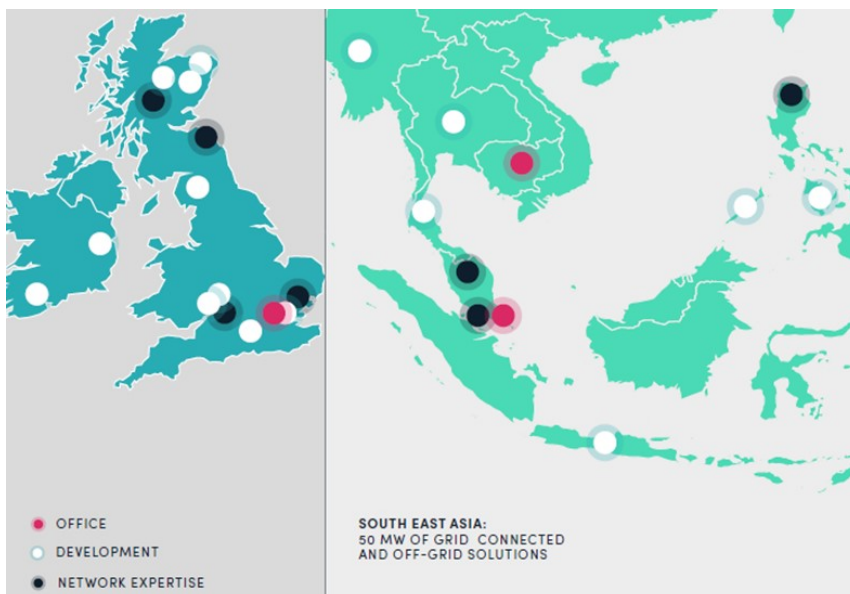 OFFICE
DEVELOPMENT
NETWORK EXPERTISE
SOUTH EAST ASIA:
50 MW OF GRID CONNECTED
AND OFF-GRID SOLUTIONS